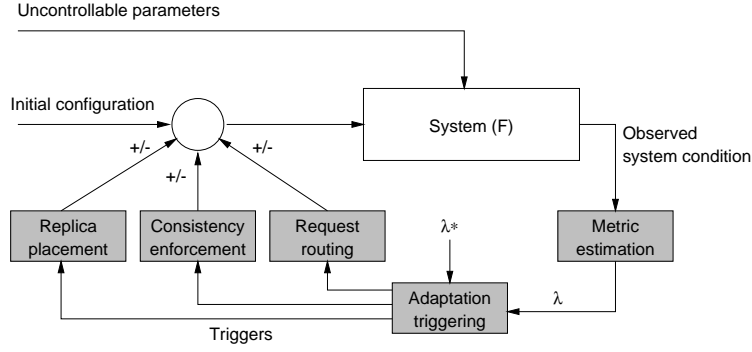 Uncontrollable parameters
Initial configuration
System (F)
Observed
system condition
+/-
+/-
+/-
Replica
placement
Consistency
enforcement
Request
routing
λ*
Metric
estimation
Adaptation
triggering
λ
Triggers